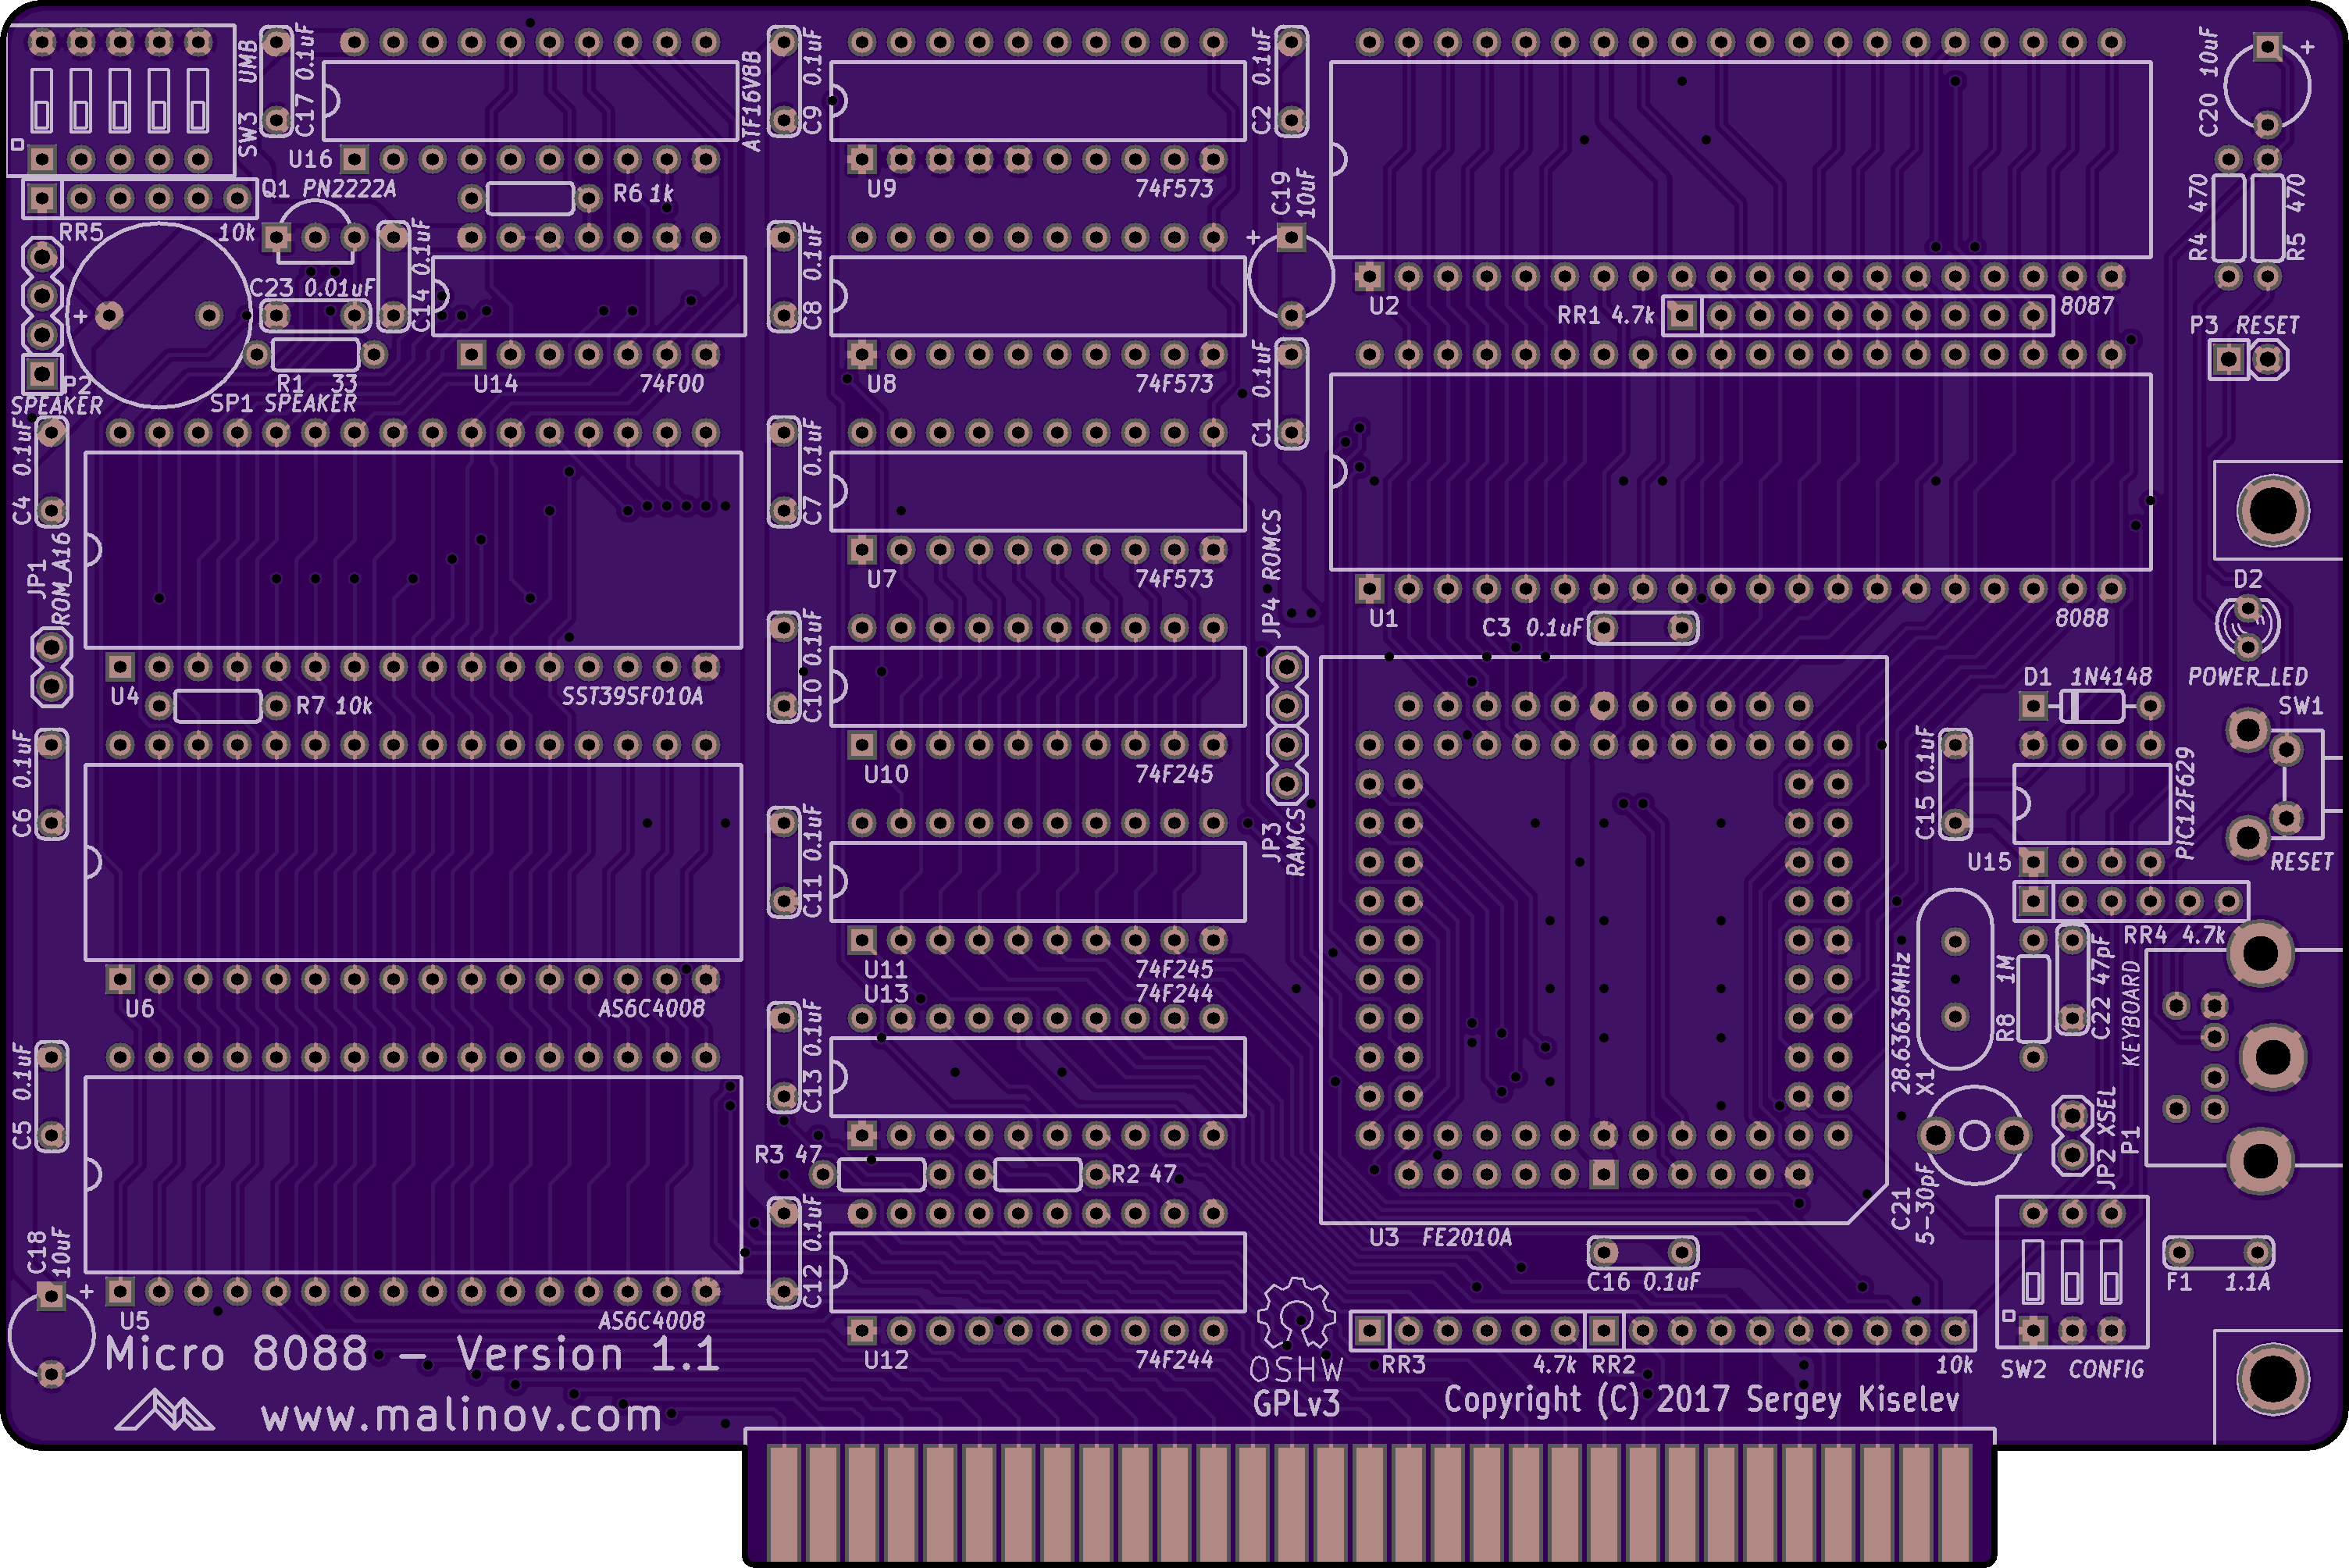 SW3 UMB
C17 0.1uF
U16
ATF16V8B
C9 0.1uF
U9
74F573
C2 0.1uF
C20 10uF
+
RR5
10k
Q1 PN2222A
R6 1k
C19
10uF
+
R4 470
R5 470
C23 0.01uF
C14 0.1uF
+
C8 0.1uF
U2
8087
RR1 4.7k
P3 RESET
P2
SPEAKER
R1 33
SP1 SPEAKER
U14
74F00
U8
74F573
C1 0.1uF
C4 0.1uF
C7 0.1uF
U7
74F573
JP1
ROM_A16
JP4 ROMCS
U1
8088
C3 0.1uF
D2
POWER_LED
U4
SST39SF010A
R7 10k
C10 0.1uF
U10
74F245
D1 1N4148
SW1
RESET
C6 0.1uF
C11 0.1uF
JP3
RAMCS
C15 0.1uF
PIC12F629
U15
RR4 4.7k
U11
74F245
U13
74F244
U6
AS6C4008
28.63636MHz
X1
R8 1M
C22 47pF
KEYBOARD
P1
C5 0.1uF
C13 0.1uF
R3 47
R2 47
JP2 XSEL
C21
5-30pF
C18
10uF
+
C12 0.1uF
U3 FE2010A
C16 0.1uF
F1 1.1A
U5
AS6C4008
U12
74F244
RR3
4.7k
RR2
10k
SW2 CONFIG
Micro 8088 - Version 1.1
www.malinov.com
OSHW
GPLv3
Copyright (C) 2017 Sergey Kiselev